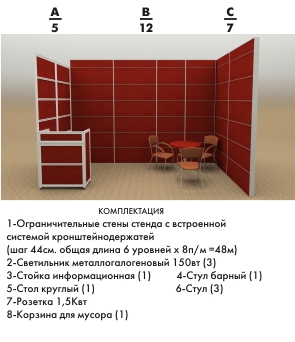 A B C
5 12 7
КОМПЛЕКТАЦИЯ
1-Ограничительные стены стенда с встроенной
системой кронштейнодержатей
(шаг 44см. общая длина 6 уровней х 8п/м =48м)
2-Светильник металлогалогеновый 150вт (3)
3-Стойка информационная (1) 4-Стул барный (1)
5-Стол круглый (1) 6-Стул (3)
7-Розетка 1,5Квт
8-Корзина для мусора (1)